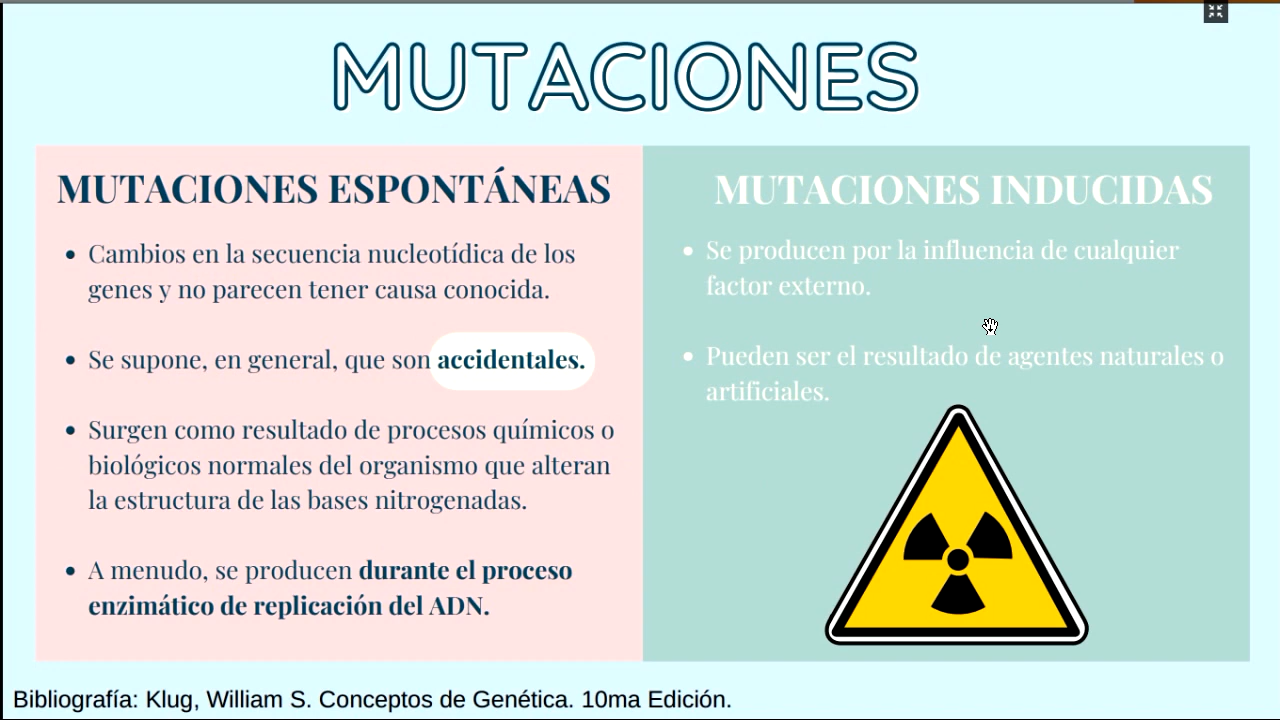 MUTACIONES
MUTACIONES ESPONTÁNEAS
• Cambios en la secuencia nucleotídica de los
genes y no parecen tener causa conocida.
• Se supone, en general, que son accidentales.
• Surgen como resultado de procesos químicos o
biológicos normales del organismo que alteran
la estructura de las bases nitrogenadas.
• A menudo, se producen durante el proceso
enzimático de replicación del ADN.
MUTACIONES INDUCIDAS
• Se producen por la influencia de cualquier
factor externo.
• Pueden ser el resultado de agentes naturales o
artificiales.
Bibliografía: Klug, William S. Conceptos de Genética. 10ma Edición.